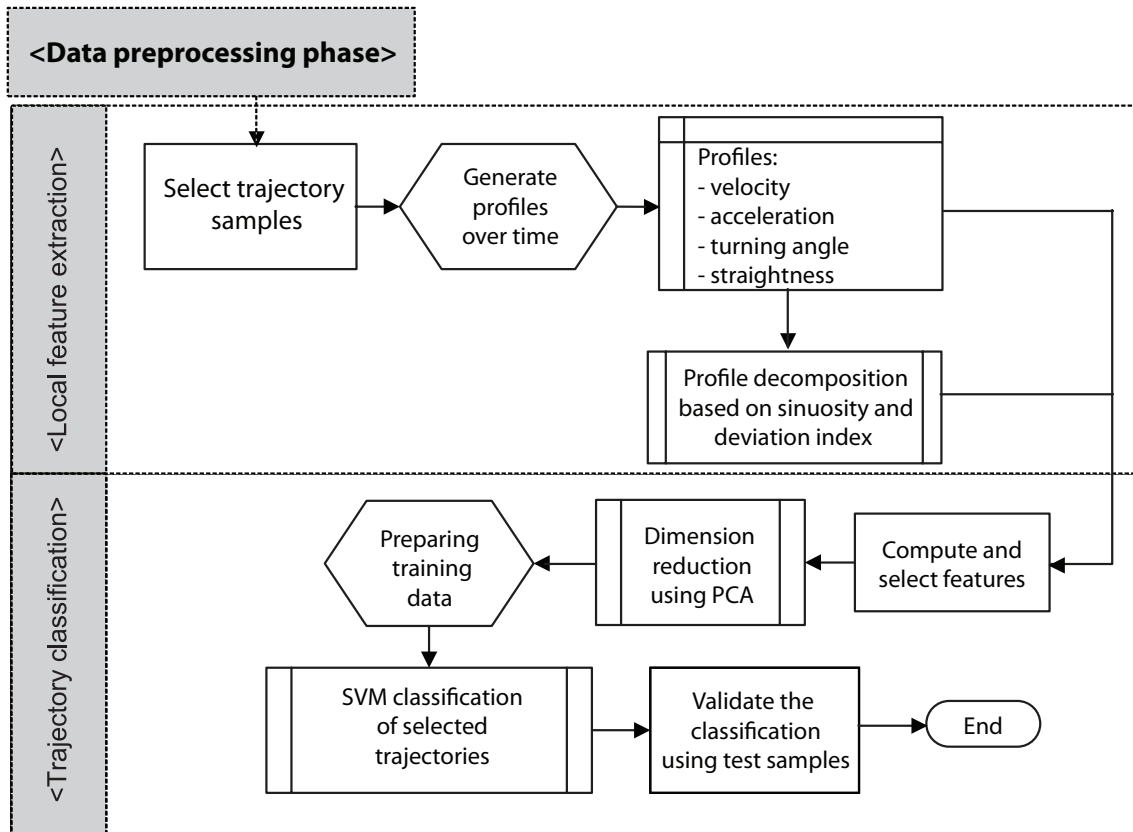 <Data preprocessing phase>
<Local feature extraction>
Select trajectory
samples
Generate
profiles
over time
Profiles:
- velocity
- acceleration
- turning angle
- straightness
Profile decomposition
based on sinuosity and
deviation index
<Trajectory classification>
Compute and
select features
Dimension
reduction
using PCA
Preparing
training
data
SVM classification
of selected
trajectories
Validate the
classification
using test samples
End